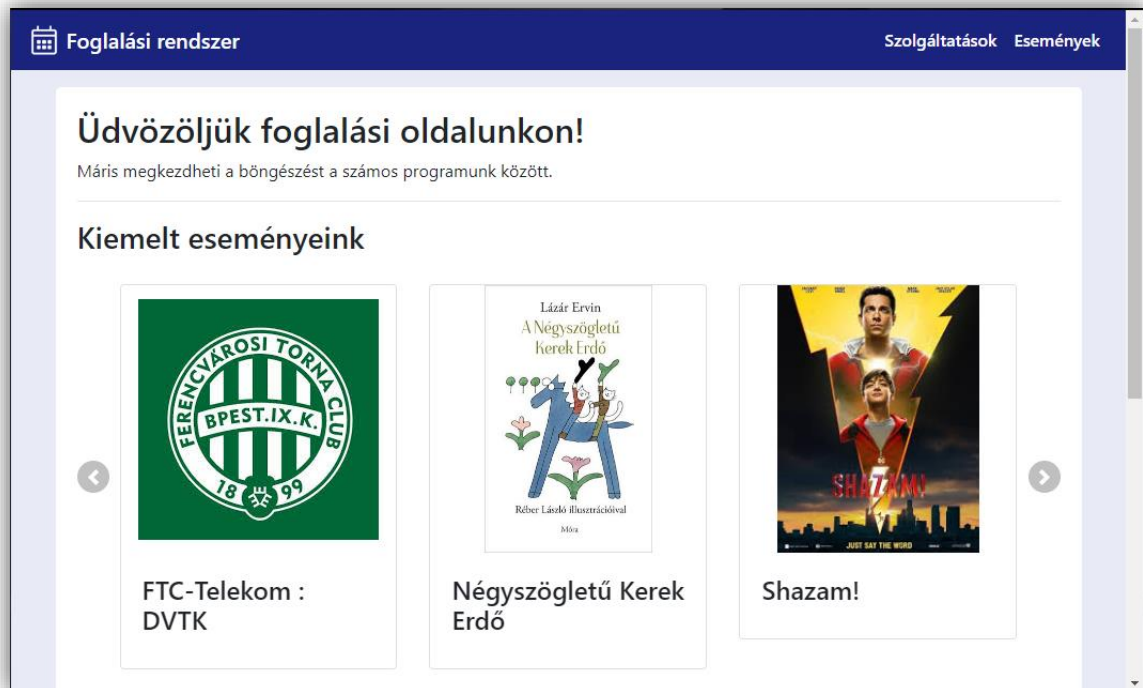 Foglalási rendszer
Szolgáltatások Események
Üdvözöljük foglalási oldalunkon!
Máris megkezdheti a böngészést a számos programunk között.
Kiemelt eseményeink
FERENCVÁROSI TORNA CLUB
BPEST.IX.K.
18 99
Lázár Ervin
A Négyszögletű
Kerek Erdő
Réber László illusztrációival
Móra
SHAZAM!
JUST SAY THE WORD
FTC-Telekom :
DVTK
Négyszögletű Kerek
Erdő
Shazam!